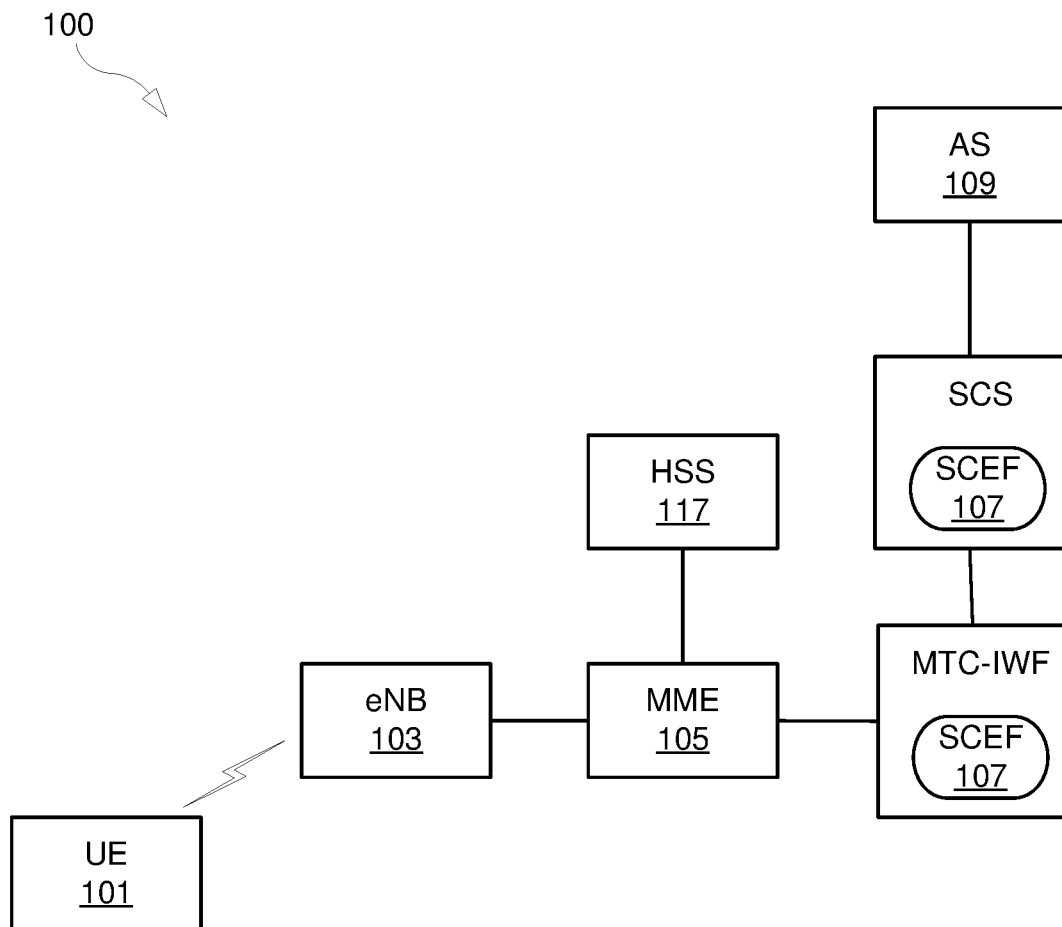 100
AS
109
SCS
SCEF
107
HSS
117
MTC-IWF
SCEF
107
eNB
103
MME
105
UE
101